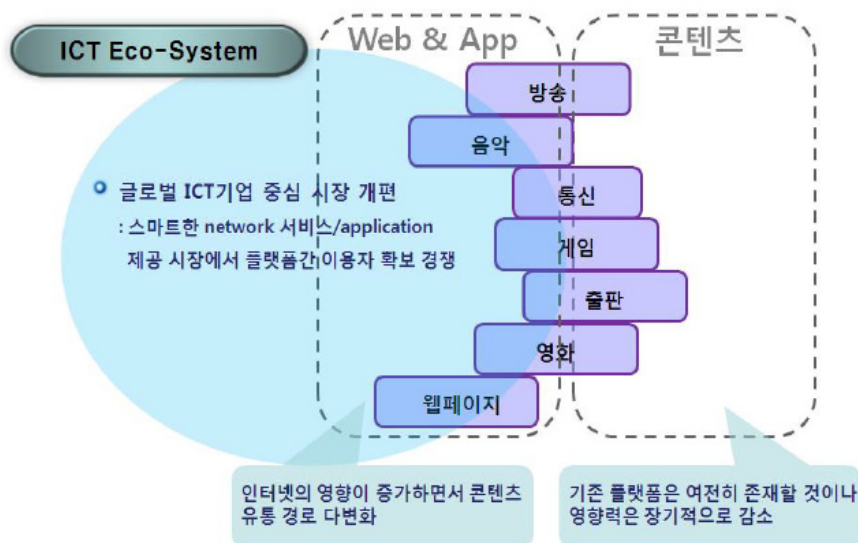 ICT Eco-System
Web & App
콘텐츠
방송
음악
글로벌 ICT기업 중심 시장 개편
: 스마트한 network 서비스/application
제공 시장에서 플랫폼간 이용자 확보 경쟁
통신
게임
출판
영화
웹페이지
인터넷의 영향이 증가하면서 콘텐츠
유통 경로 다변화
기존 플랫폼은 여전히 존재할 것이나
영향력은 장기적으로 감소